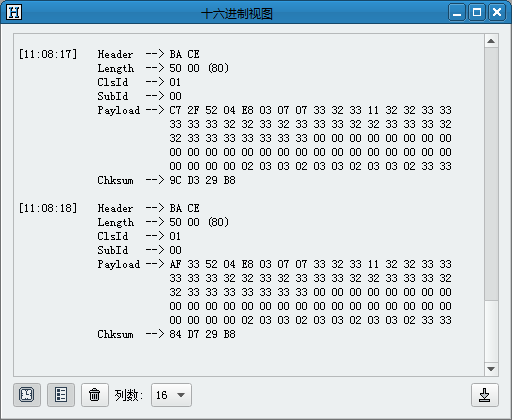 H 十六进制视图
[11:08:17] Header --> BA CE
Length --> 50 00 (80)
ClsId --> 01
SubId --> 00
Payload --> C7 2F 52 04 E8 03 07 07 33 32 33 11 32 32 33 33
33 33 33 32 32 33 32 33 33 33 32 32 33 33 33 32
32 33 33 33 33 33 33 00 00 00 00 00 00 00 00 00
00 00 00 00 00 00 00 00 00 00 00 00 00 00 00 00
00 00 00 00 02 03 03 02 03 03 02 03 03 02 33 33
Chksum --> 9C D3 29 B8
[11:08:18] Header --> BA CE
Length --> 50 00 (80)
ClsId --> 01
SubId --> 00
Payload --> AF 33 52 04 E8 03 07 07 33 32 33 11 32 32 33 33
33 33 33 32 32 33 32 33 33 33 32 32 33 33 33 32
32 33 33 33 33 33 33 00 00 00 00 00 00 00 00 00
00 00 00 00 00 00 00 00 00 00 00 00 00 00 00 00
00 00 00 00 02 03 03 02 03 03 02 03 03 02 33 33
Chksum --> 84 D7 29 B8
列数: 16